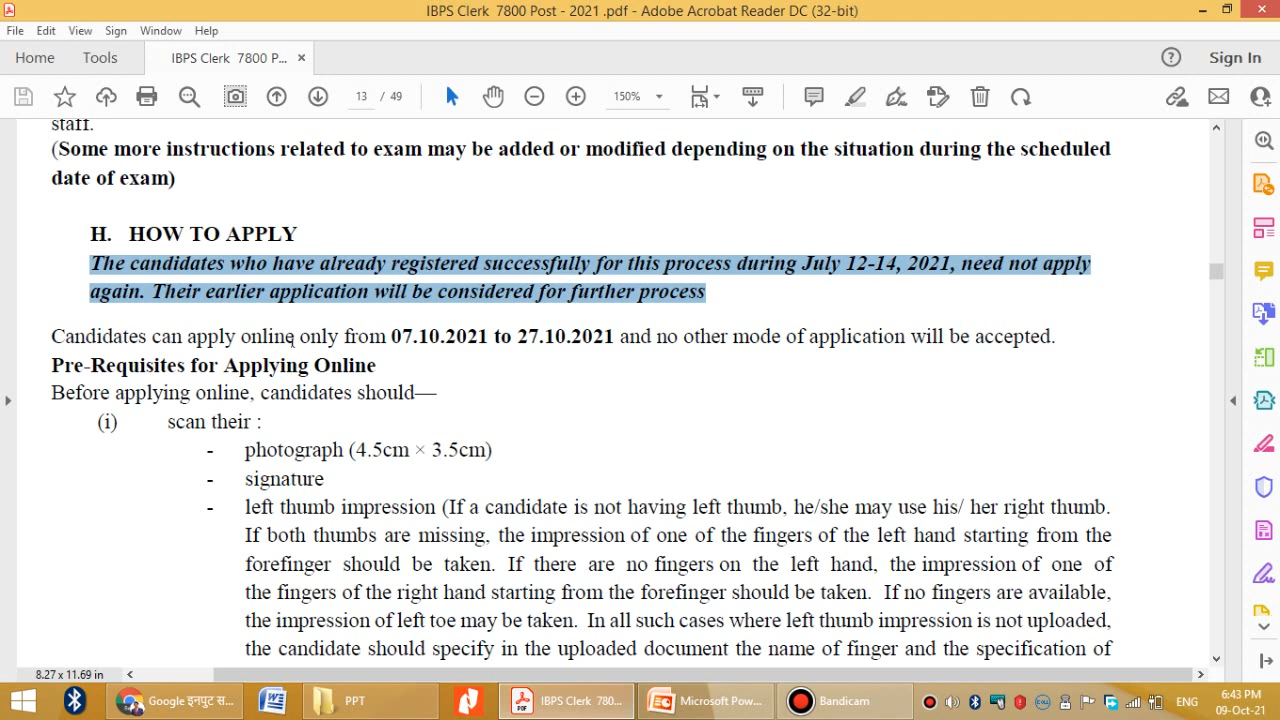 IBPS Clerk 7800 Post - 2021 .pdf - Adobe Acrobat Reader DC (32-bit)
File Edit View Sign Window Help
Home Tools IBPS Clerk 7800 P... × Sign In
13 / 49 150%
staff.
(Some more instructions related to exam may be added or modified depending on the situation during the scheduled
date of exam)
H. HOW TO APPLY
The candidates who have already registered successfully for this process during July 12-14, 2021, need not apply
again. Their earlier application will be considered for further process
Candidates can apply online only from 07.10.2021 to 27.10.2021 and no other mode of application will be accepted.
Pre-Requisites for Applying Online
Before applying online, candidates should—
(i) scan their :
- photograph (4.5cm × 3.5cm)
- signature
- left thumb impression (If a candidate is not having left thumb, he/she may use his/ her right thumb.
If both thumbs are missing, the impression of one of the fingers of the left hand starting from the
forefinger should be taken. If there are no fingers on the left hand, the impression of one of
the fingers of the right hand starting from the forefinger should be taken. If no fingers are available,
the impression of left toe may be taken. In all such cases where left thumb impression is not uploaded,
the candidate should specify in the uploaded document the name of finger and the specification of
8.27 x 11.69 in
Google इनपुट सा... PPT IBPS Clerk 780... Microsoft Pow... Bandicam ENG 6:43 PM
09-Oct-21